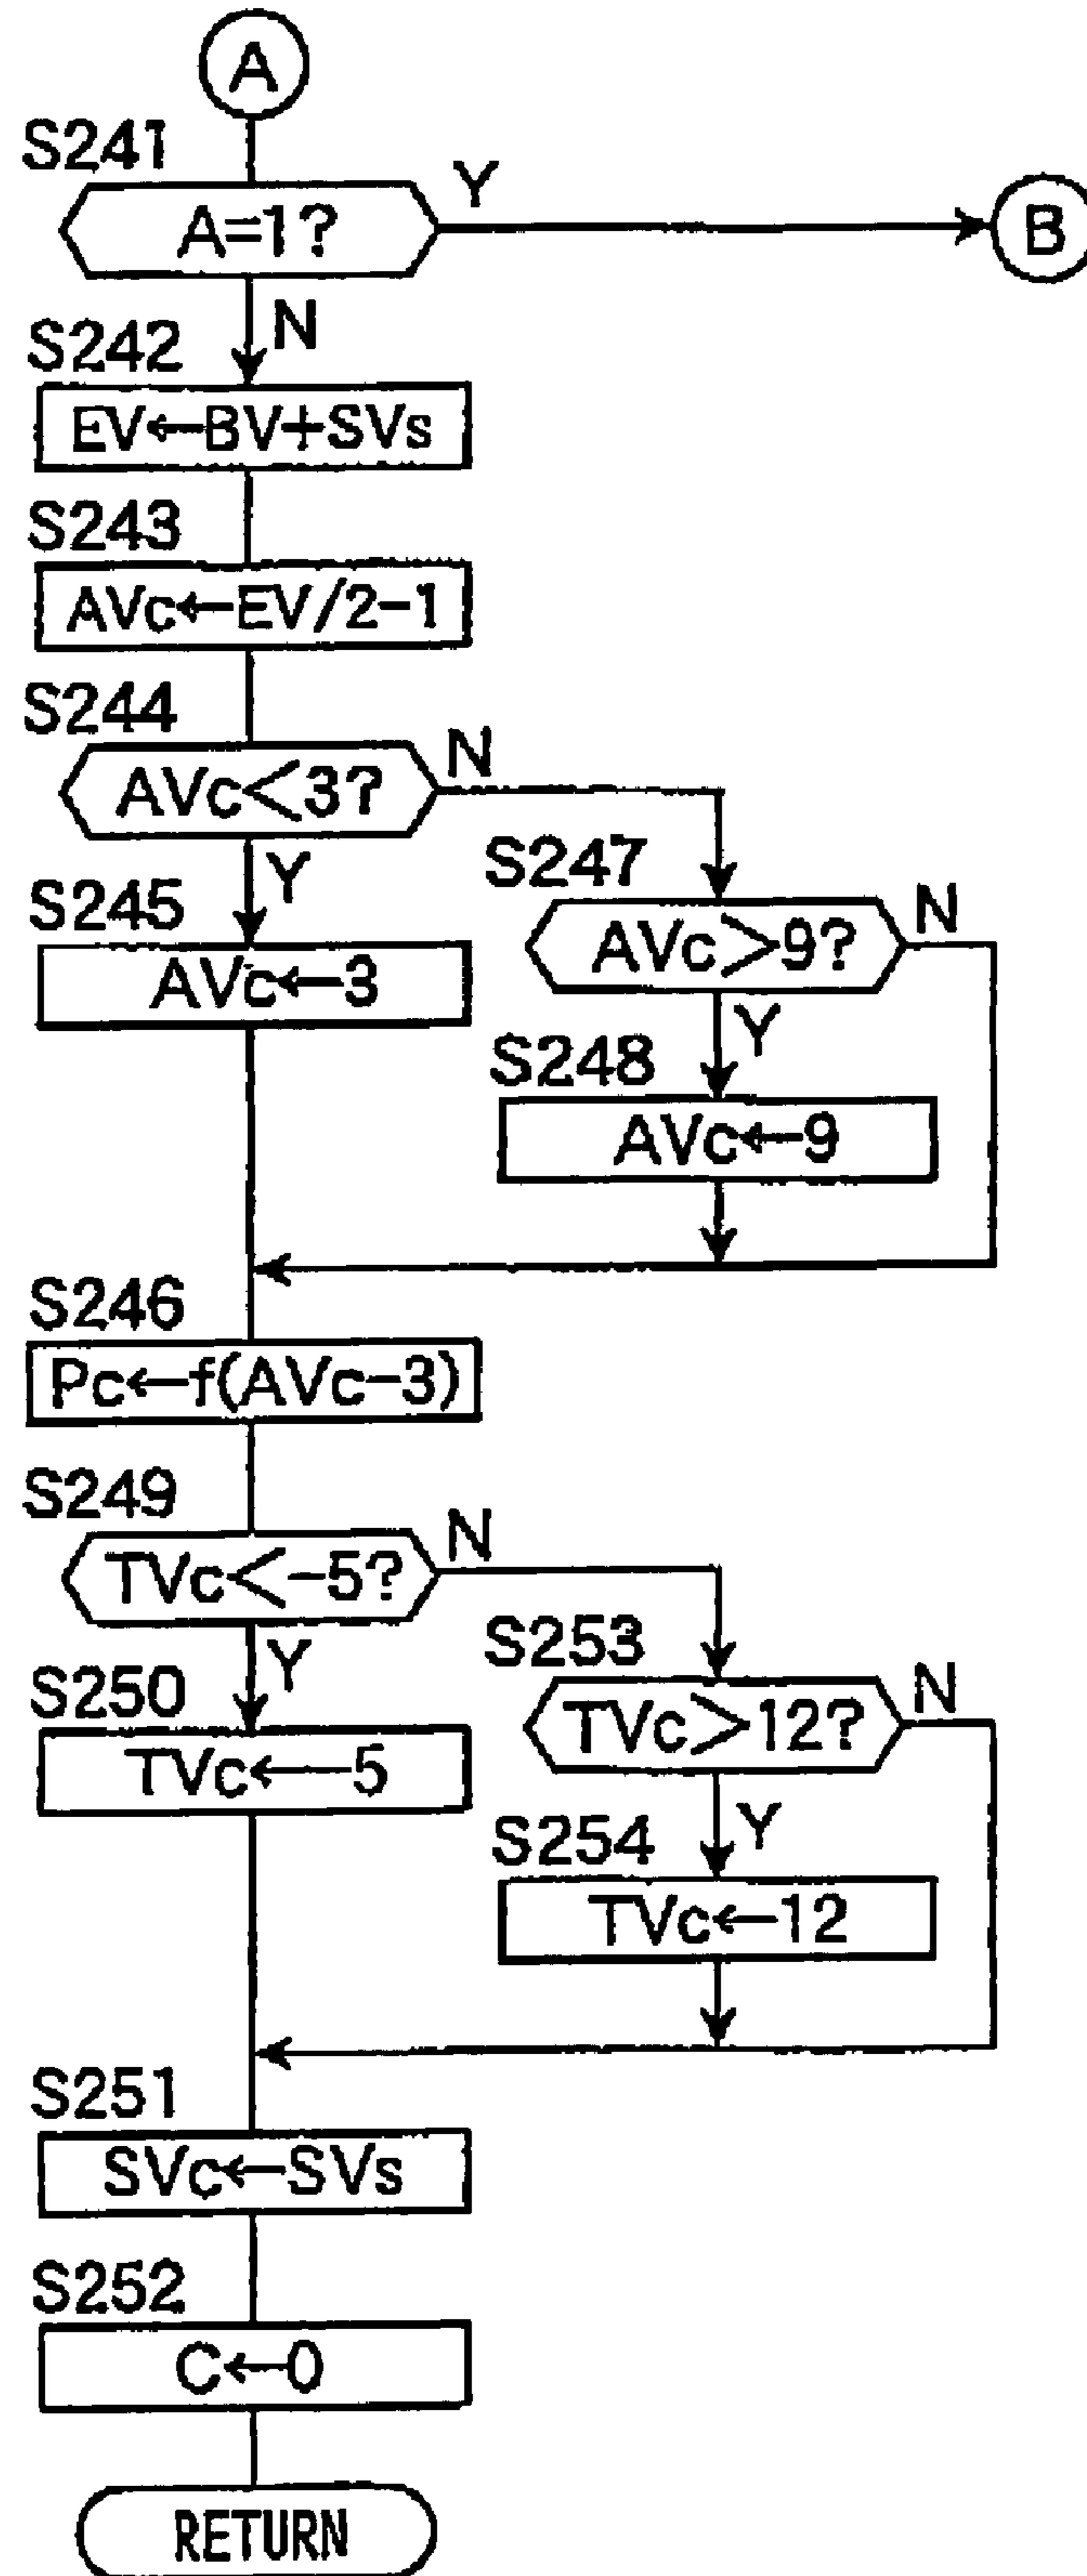 A
S241
A=1?
Y
B
N
S242
EV←BV+SVs
S243
AVc←EV/2-1
S244
AVc<3?
N
Y
S245
AVc←3
S247
AVc>9?
N
Y
S248
AVc←9
S246
Pc←f(AVc-3)
S249
TVc<-5?
N
Y
S250
TVc←-5
S253
TVc>12?
N
Y
S254
TVc←12
S251
SVc←SVs
S252
C←0
RETURN